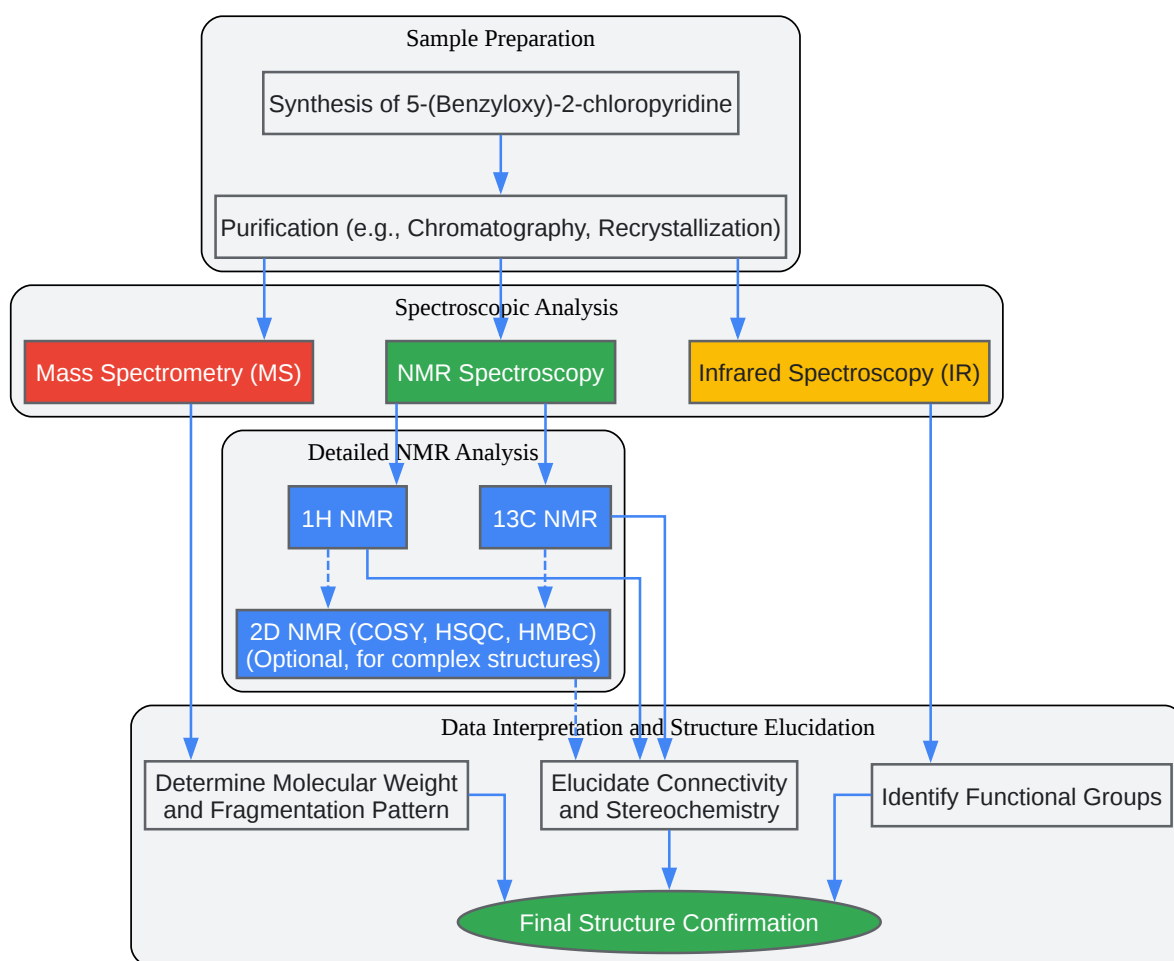 Sample Preparation
Synthesis of 5-(Benzyloxy)-2-chloropyridine
Purification (e.g., Chromatography, Recrystallization)
Spectroscopic Analysis
Mass Spectrometry (MS)
NMR Spectroscopy
Infrared Spectroscopy (IR)
Detailed NMR Analysis
1H NMR
13C NMR
2D NMR (COSY, HSQC, HMBC)
(Optional, for complex structures)
Data Interpretation and Structure Elucidation
Determine Molecular Weight
and Fragmentation Pattern
Elucidate Connectivity
and Stereochemistry
Identify Functional Groups
Final Structure Confirmation